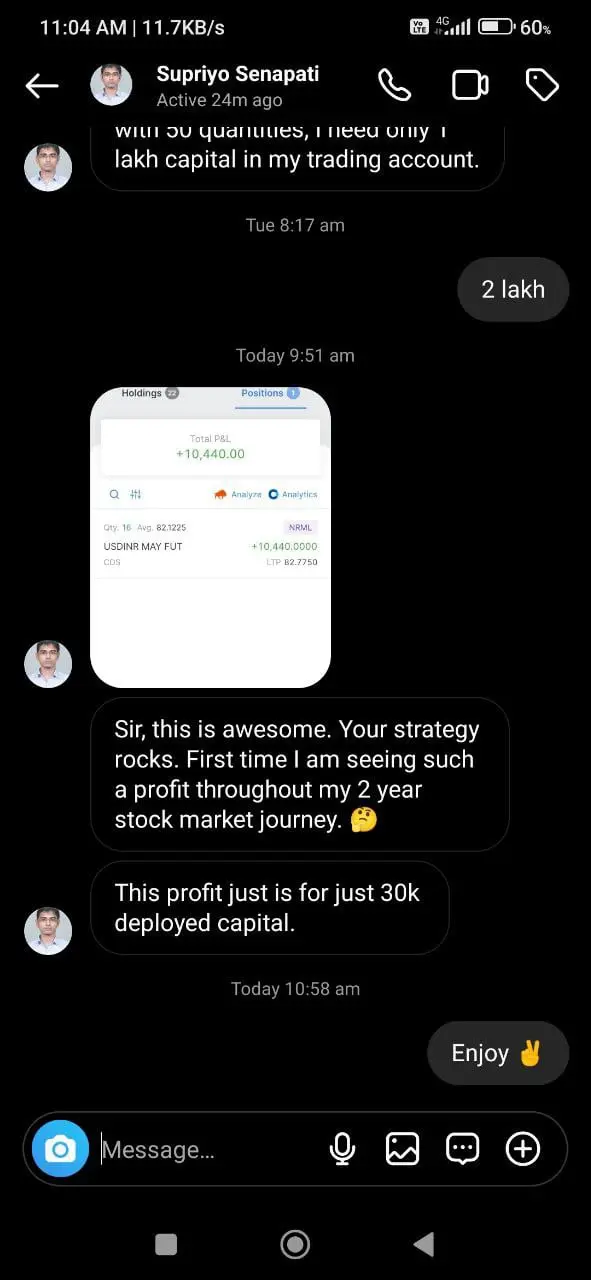 11:04 AM | 11.7KB/s
Vo LTE 4G 60%
Supriyo Senapati
Active 24m ago
with 50 quantities, I need only 1
lakh capital in my trading account.
Tue 8:17 am
2 lakh
Today 9:51 am
Holdings 22 Positions 1
Total P&L
+10,440.00
Analyze Analytics
Qty. 16 Avg. 82.1225 NRML
USDINR MAY FUT +10,440.0000
CDS LTP 82.7750
Sir, this is awesome. Your strategy
rocks. First time I am seeing such
a profit throughout my 2 year
stock market journey. 🤔
This profit just is for just 30k
deployed capital.
Today 10:58 am
Enjoy ✌️
Message...